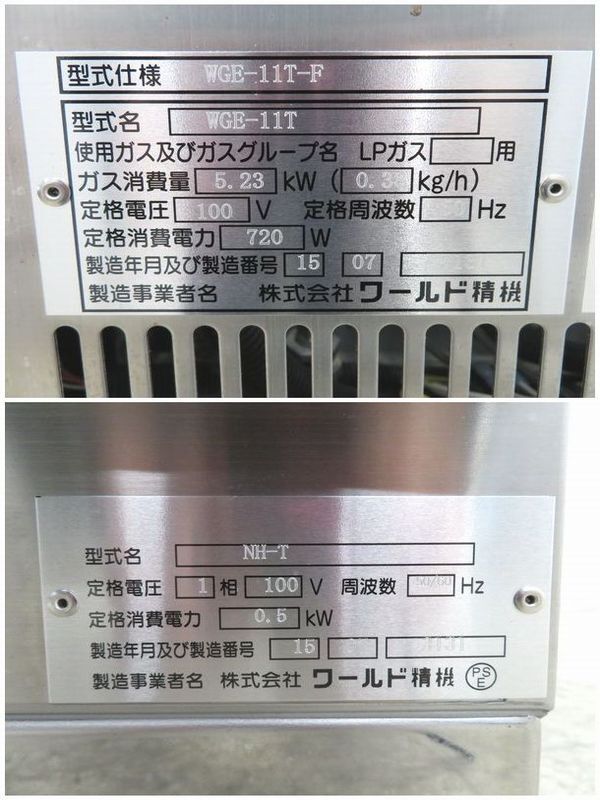 型式仕様 WGE-11T-F
型式名 WGE-11T
使用ガス及びガスグループ名 LPガス 用
ガス消費量 5.23 kW ( kg/h)
定格電圧 100 V 定格周波数 Hz
定格消費電力 720 W
製造年月及び製造番号 15 07
製造事業者名 株式会社 ワールド精機
型式名 NH-T
定格電圧 1 相 100 V 周波数 50/60 Hz
定格消費電力 0.5 kW
製造年月及び製造番号 15
製造事業者名 株式会社 ワールド精機 PSE